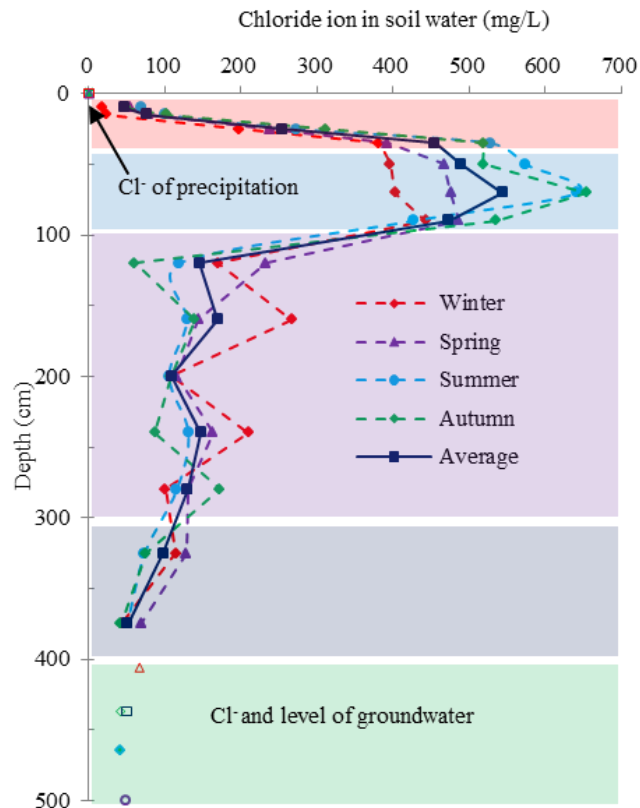 Chloride ion in soil water (mg/L)
0 100 200 300 400 500 600 700
0
Cl- of precipitation
100
Winter
Spring
Summer
Autumn
Average
200
Depth (cm)
300
400
Cl- and level of groundwater
500